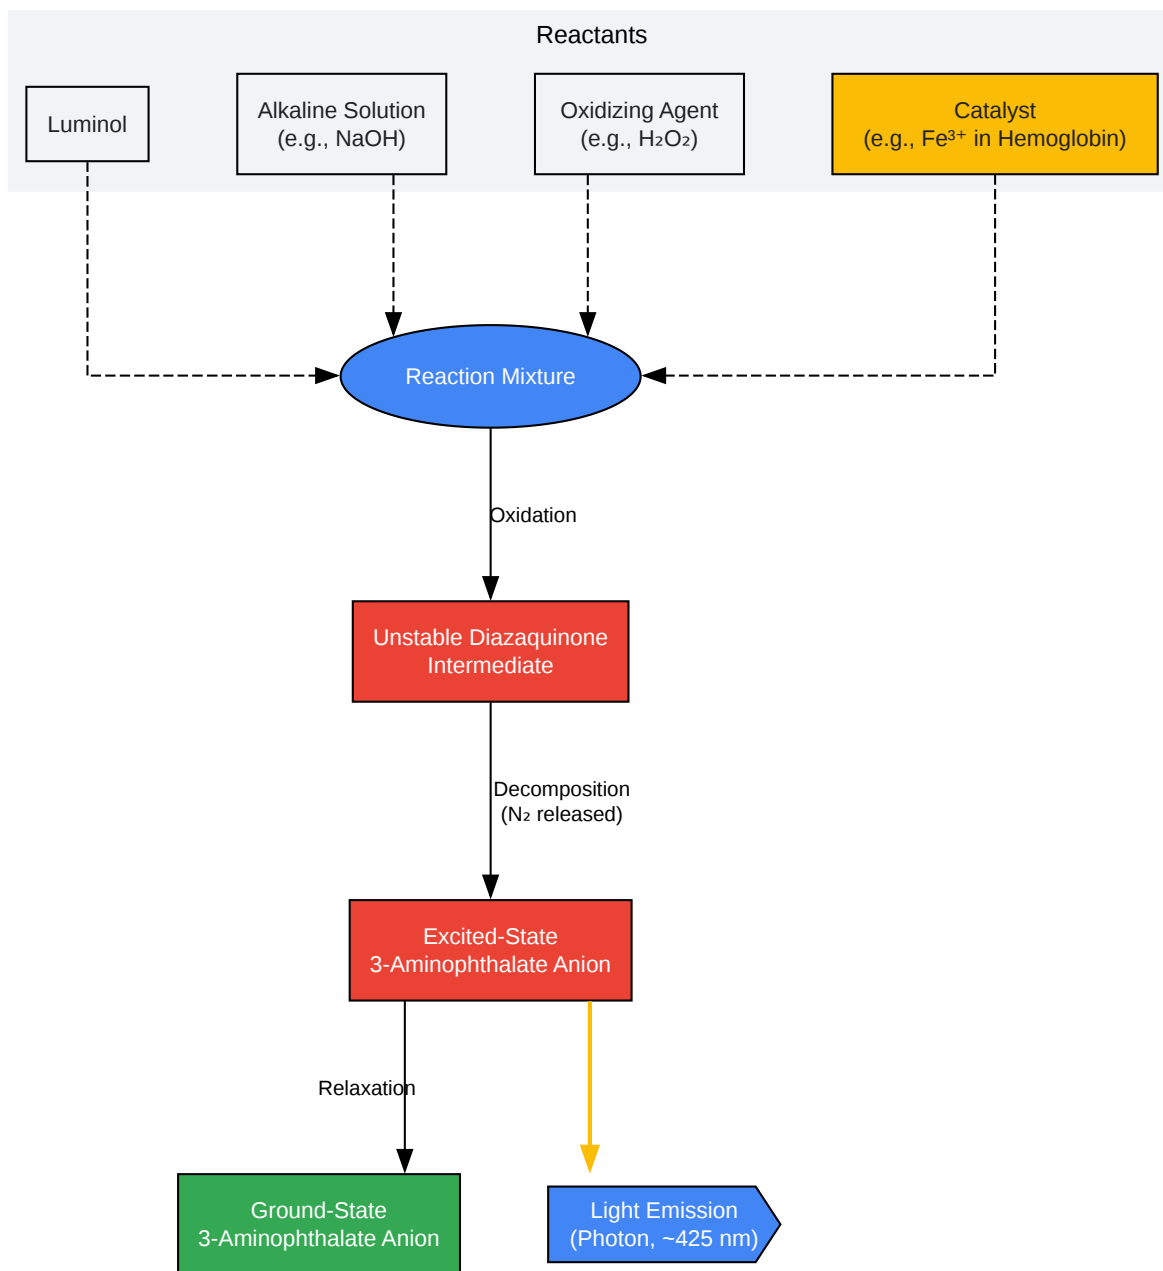 Reactants
Luminol
Alkaline Solution
(e.g., NaOH)
Oxidizing Agent
(e.g., H₂O₂)
Catalyst
(e.g., Fe³⁺ in Hemoglobin)
Reaction Mixture
Oxidation
Unstable Diazaquinone
Intermediate
Decomposition
(N₂ released)
Excited-State
3-Aminophthalate Anion
Relaxation
Ground-State
3-Aminophthalate Anion
Light Emission
(Photon, ~425 nm)